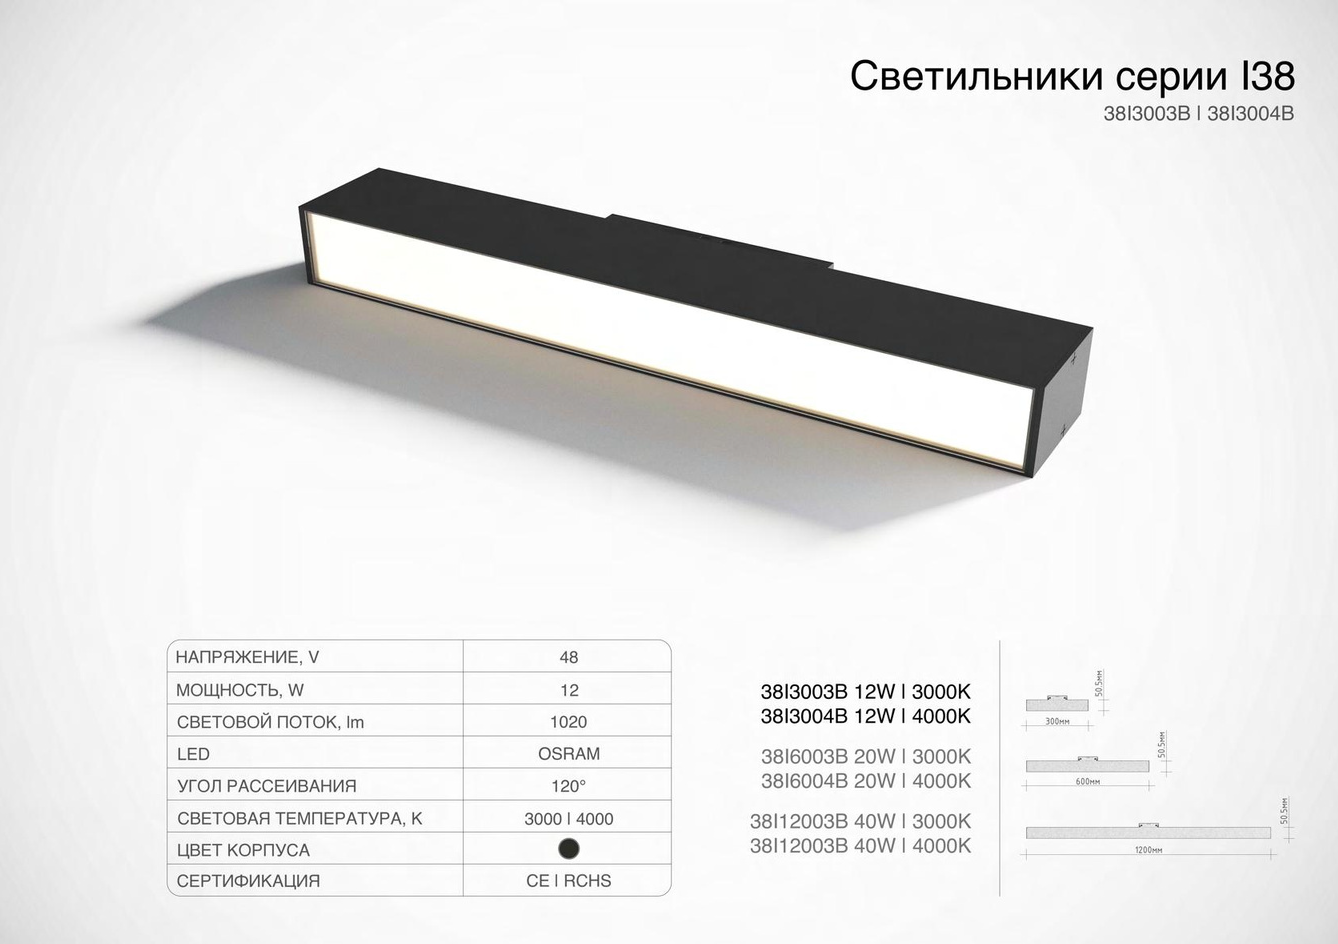 Светильники серии I38
38I3003B | 38I3004B
НАПРЯЖЕНИЕ, V 48
МОЩНОСТЬ, W 12
СВЕТОВОЙ ПОТОК, lm 1020
LED OSRAM
УГОЛ РАССЕИВАНИЯ 120°
СВЕТОВАЯ ТЕМПЕРАТУРА, К 3000 | 4000
ЦВЕТ КОРПУСА
СЕРТИФИКАЦИЯ CE | RCHS
38I3003B 12W | 3000K
38I3004B 12W | 4000K
38I6003B 20W | 3000K
38I6004B 20W | 4000K
38I12003B 40W | 3000K
38I12003B 40W | 4000K
50.5мм
300мм
50.5мм
600мм
50.5мм
1200мм